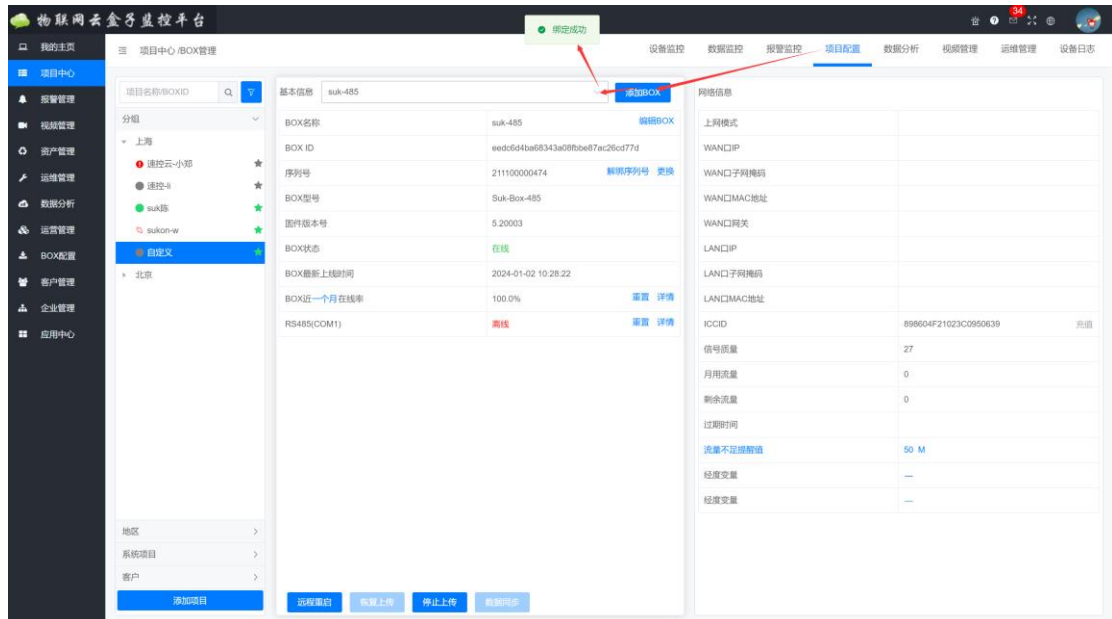 物联网云盒子监控平台
绑定成功
34
我的主页
项目中心
报警管理
视频管理
资产管理
运维管理
数据分析
运营管理
BOX配置
客户管理
企业管理
应用中心
项目中心 /BOX管理
设备监控 数据监控 报警监控 项目配置 数据分析 视频管理 运维管理 设备日志
项目名称/BOXID
分组
上海
速控云-小郑
速控-li
suk陈
sukon-w
自定义
北京
地区
系统项目
客户
添加项目
基本信息 suk-485 添加BOX
BOX名称 suk-485 编辑BOX
BOX ID eedc6d4ba68343a08fbbe87ac26cd77d
序列号 211100000474 解绑序列号 更换
BOX型号 Suk-Box-485
固件版本号 5.20003
BOX状态 在线
BOX最新上线时间 2024-01-02 10:28:22
BOX近一个月在线率 100.0% 重置 详情
RS485(COM1) 离线 重置 详情
远程重启 恢复上传 停止上传 数据同步
网络信息
上网模式
WAN口IP
WAN口子网掩码
WAN口MAC地址
WAN口网关
LAN口IP
LAN口子网掩码
LAN口MAC地址
ICCID 898604F21023C0950639 充值
信号质量 27
月用流量 0
剩余流量 0
过期时间
流量不足提醒值 50 M
经度变量 —
经度变量 —